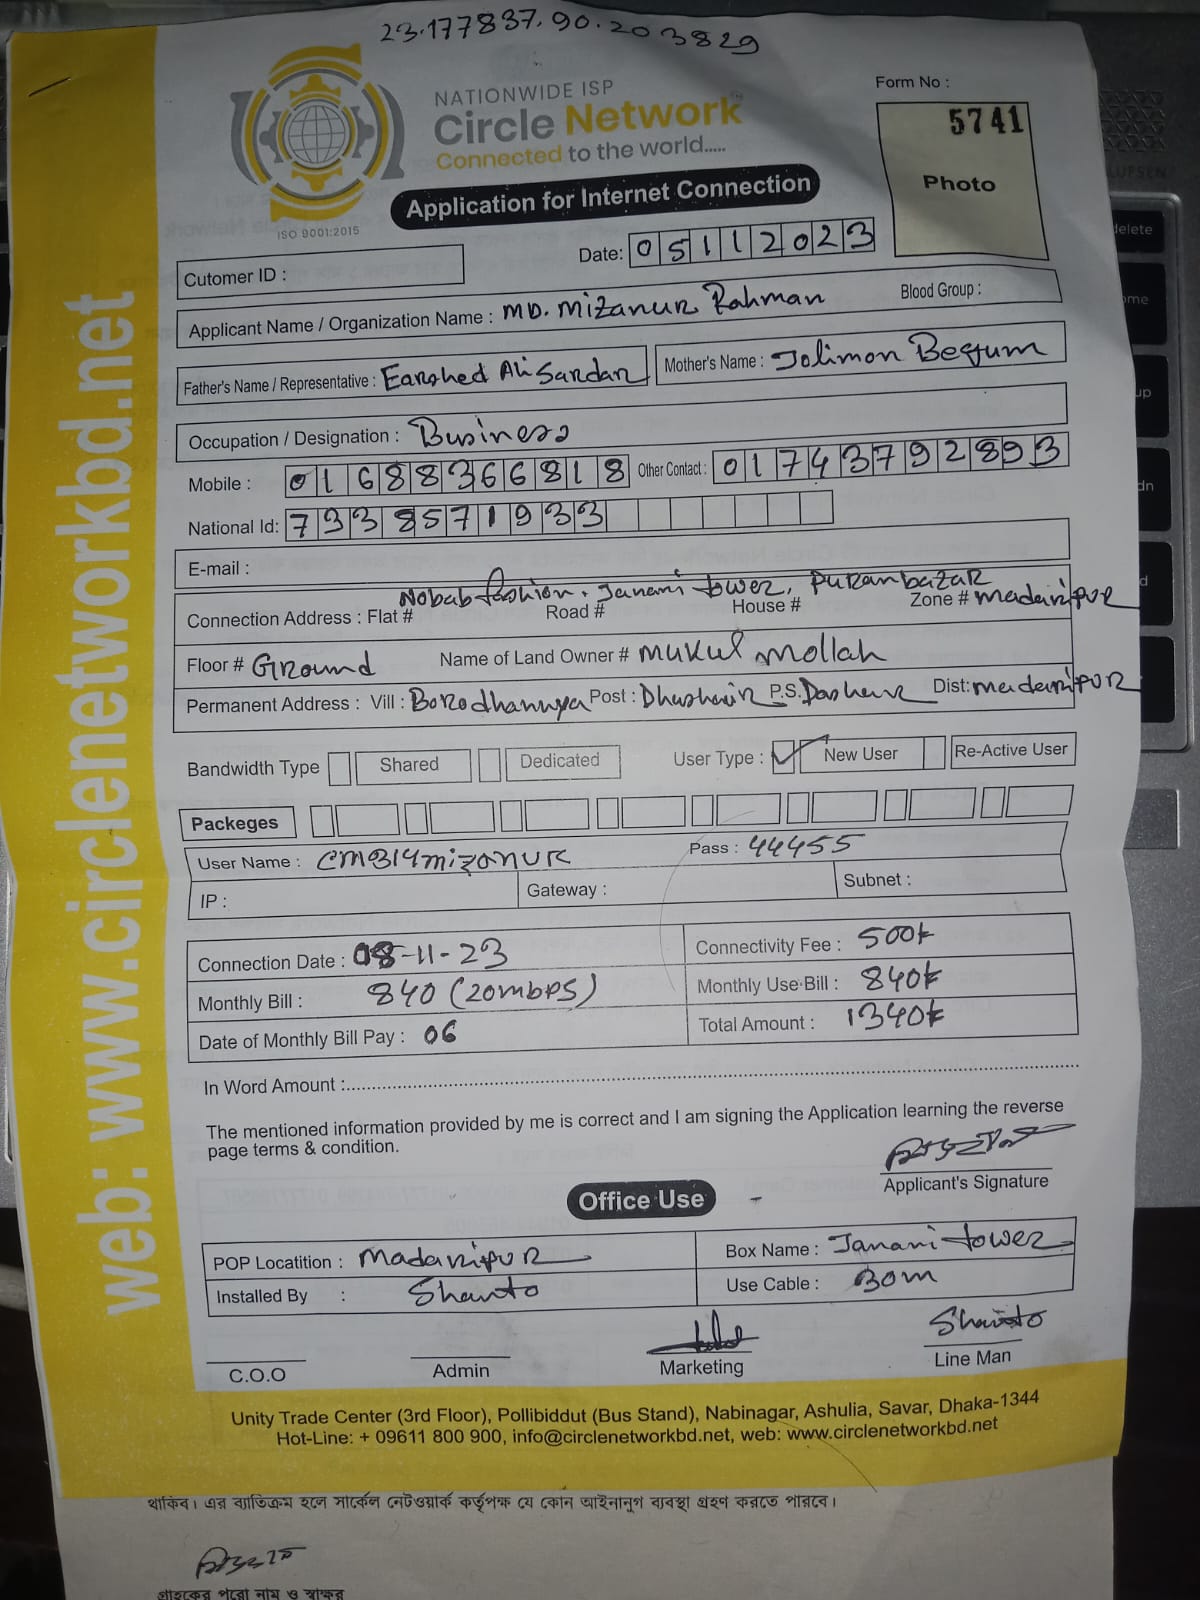 23.177837.90.203829
NATIONWIDE ISP
Circle Network
Connected to the world.....
ISO 9001:2015
Form No :
5741
Photo
Application for Internet Connection
Cutomer ID :
Date: 05112023
Applicant Name / Organization Name : MD. Mizanur Rahman Blood Group :
Father's Name / Representative : Earshed Ali Sardar Mother's Name : Jolimon Begum
Occupation / Designation : Business
Mobile : 01688366818 Other Contact : 01743792893
National Id: 7338571933
E-mail :
Nobab fashion, Janani tower, Puranbazar
Connection Address : Flat # Road # House # Zone # madaripur
Floor # Ground Name of Land Owner # mukul mollah
Permanent Address : Vill : Post : P.S. Dist: madaripur
Bandwidth Type Shared Dedicated User Type : ✓ New User Re-Active User
Packeges
User Name : cmB14mizanur Pass : 44455
IP : Gateway : Subnet :
Connection Date : 08-11-23 Connectivity Fee : 500৳
Monthly Bill : 840 (20mbps) Monthly Use Bill : 840৳
Date of Monthly Bill Pay : 06 Total Amount : 1340৳
In Word Amount :
The mentioned information provided by me is correct and I am signing the Application learning the reverse
page terms & condition.
Applicant's Signature
Office Use
POP Locatition : Madaripur Box Name : Janani tower
Installed By : Shanto Use Cable : 30m
Shanto
C.O.O Admin Marketing Line Man
Unity Trade Center (3rd Floor), Pollibiddut (Bus Stand), Nabinagar, Ashulia, Savar, Dhaka-1344
Hot-Line: + 09611 800 900, info@circlenetworkbd.net, web: www.circlenetworkbd.net
web: www.circlenetworkbd.net
থাকিব। এর ব্যতিক্রম হলে সার্কেল নেটওয়ার্ক কর্তৃপক্ষ যে কোন আইনানুগ ব্যবস্থা গ্রহণ করতে পারবে।
গ্রাহকের পুরো নাম ও স্বাক্ষর
delete